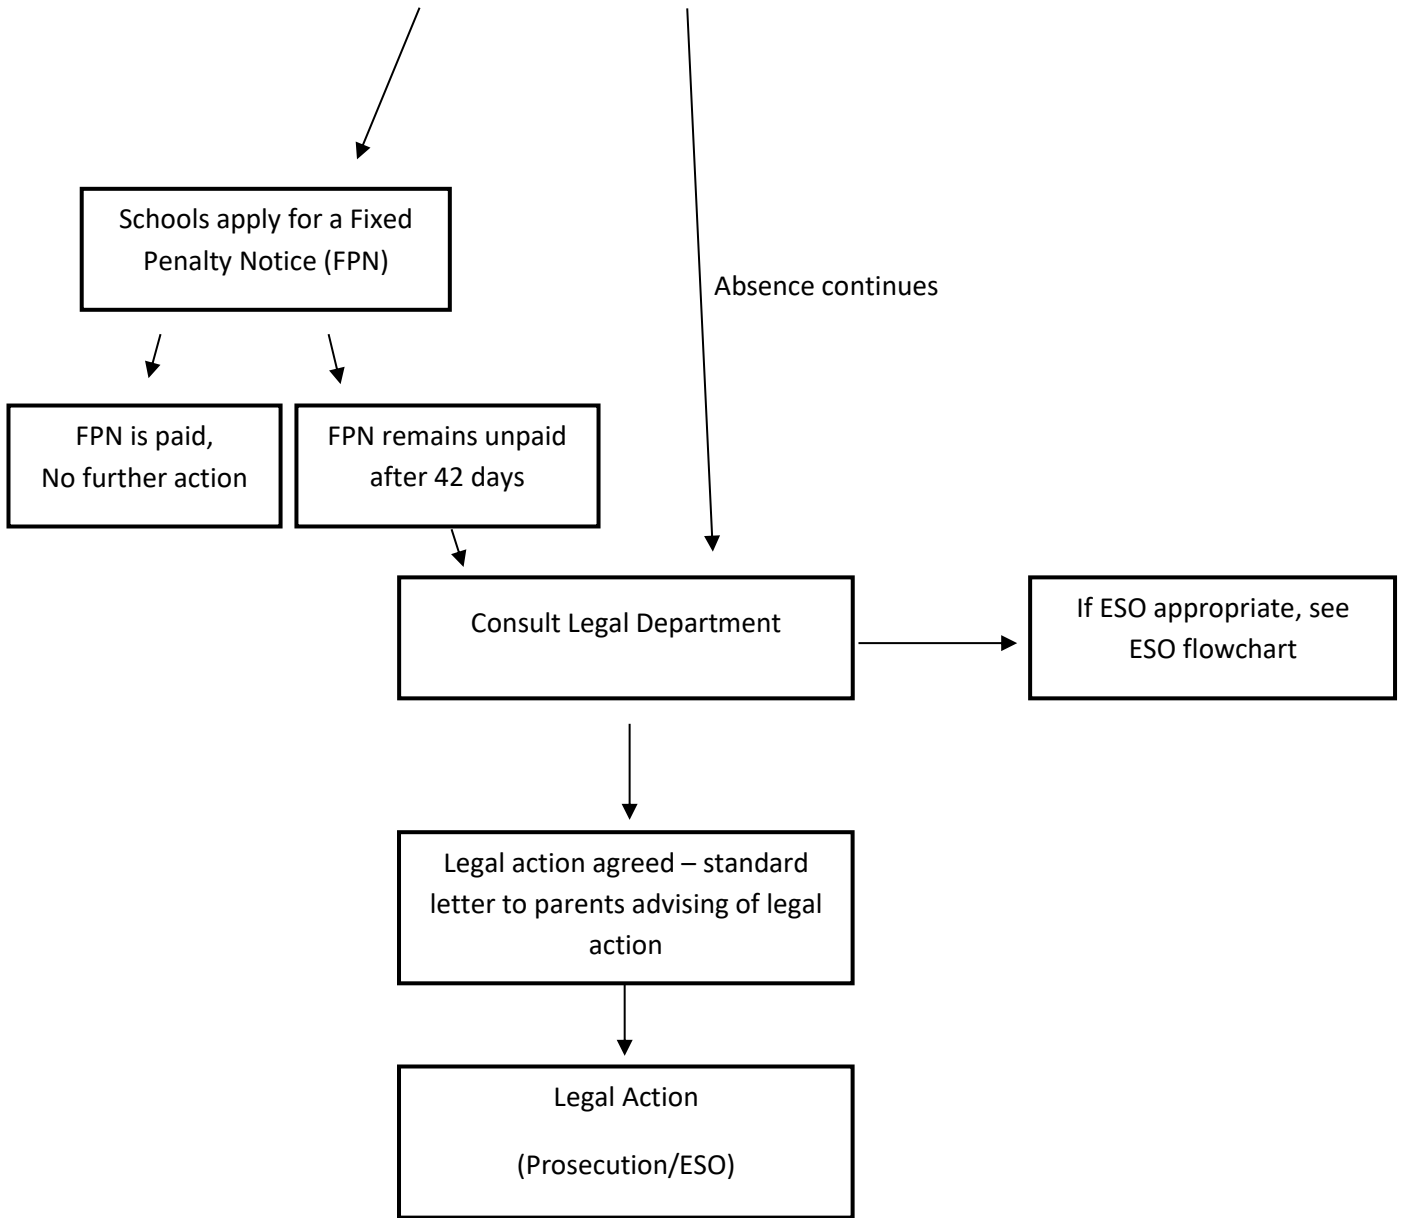 Schools apply for a Fixed
Penalty Notice (FPN)
Absence continues
FPN is paid,
No further action
FPN remains unpaid
after 42 days
Consult Legal Department
If ESO appropriate, see
ESO flowchart
Legal action agreed – standard
letter to parents advising of legal
action
Legal Action
(Prosecution/ESO)